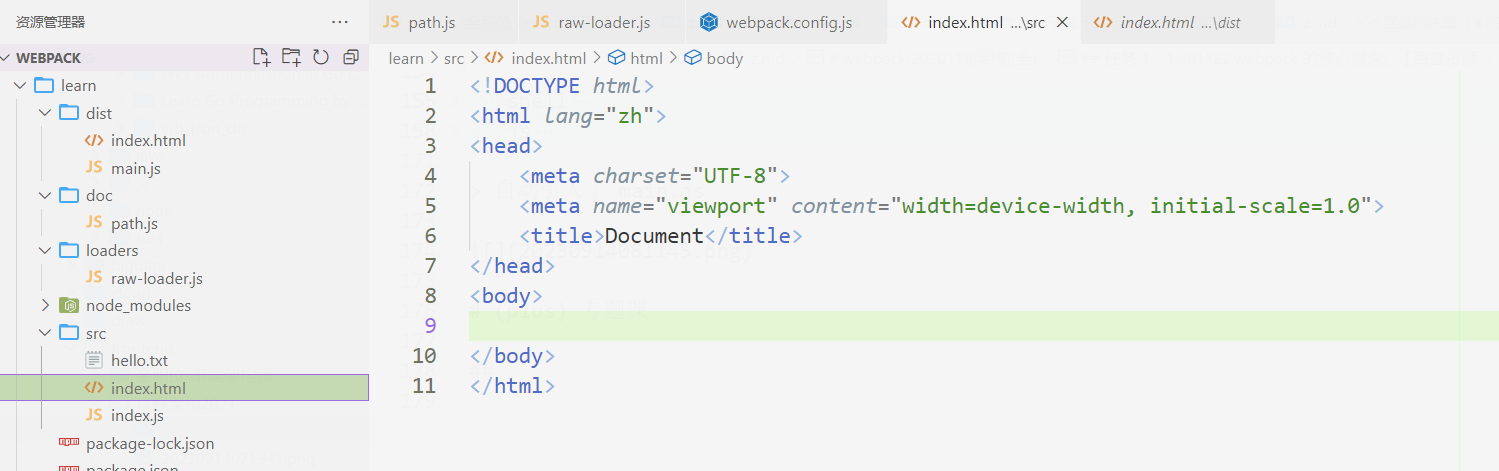 资源管理器 ···
WEBPACK
learn
dist
index.html
main.js
doc
path.js
loaders
raw-loader.js
node_modules
src
hello.txt
index.html
JS index.js
package-lock.json
package.json
JS path.js JS raw-loader.js webpack.config.js index.html ...\src index.html ...\dist
learn > src > index.html > html > body
1 <!DOCTYPE html>
2 <html lang="zh">
3 <head>
4 <meta charset="UTF-8">
5 <meta name="viewport" content="width=device-width, initial-scale=1.0">
6 <title>Document</title>
7 </head>
8 <body>
9
10 </body>
11 </html>